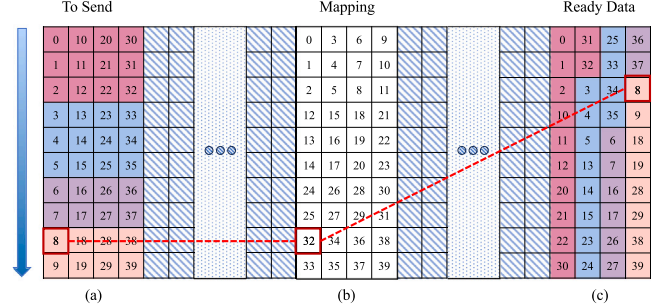 To Send Mapping Ready Data
0 10 20 30 0 3 6 9 0 31 25 36
1 11 21 31 1 4 7 10 1 32 33 37
2 12 22 32 2 5 8 11 2 3 34 8
3 13 23 33 12 15 18 21 10 4 35 9
4 14 24 34 13 16 19 22 11 5 6 18
5 15 25 35 14 17 20 23 12 13 7 19
6 16 26 36 24 26 28 30 20 14 16 28
7 17 27 37 25 27 29 31 21 15 17 29
8 18 28 38 32 34 36 38 22 23 26 38
9 19 29 39 33 35 37 39 30 24 27 39
(a) (b) (c)